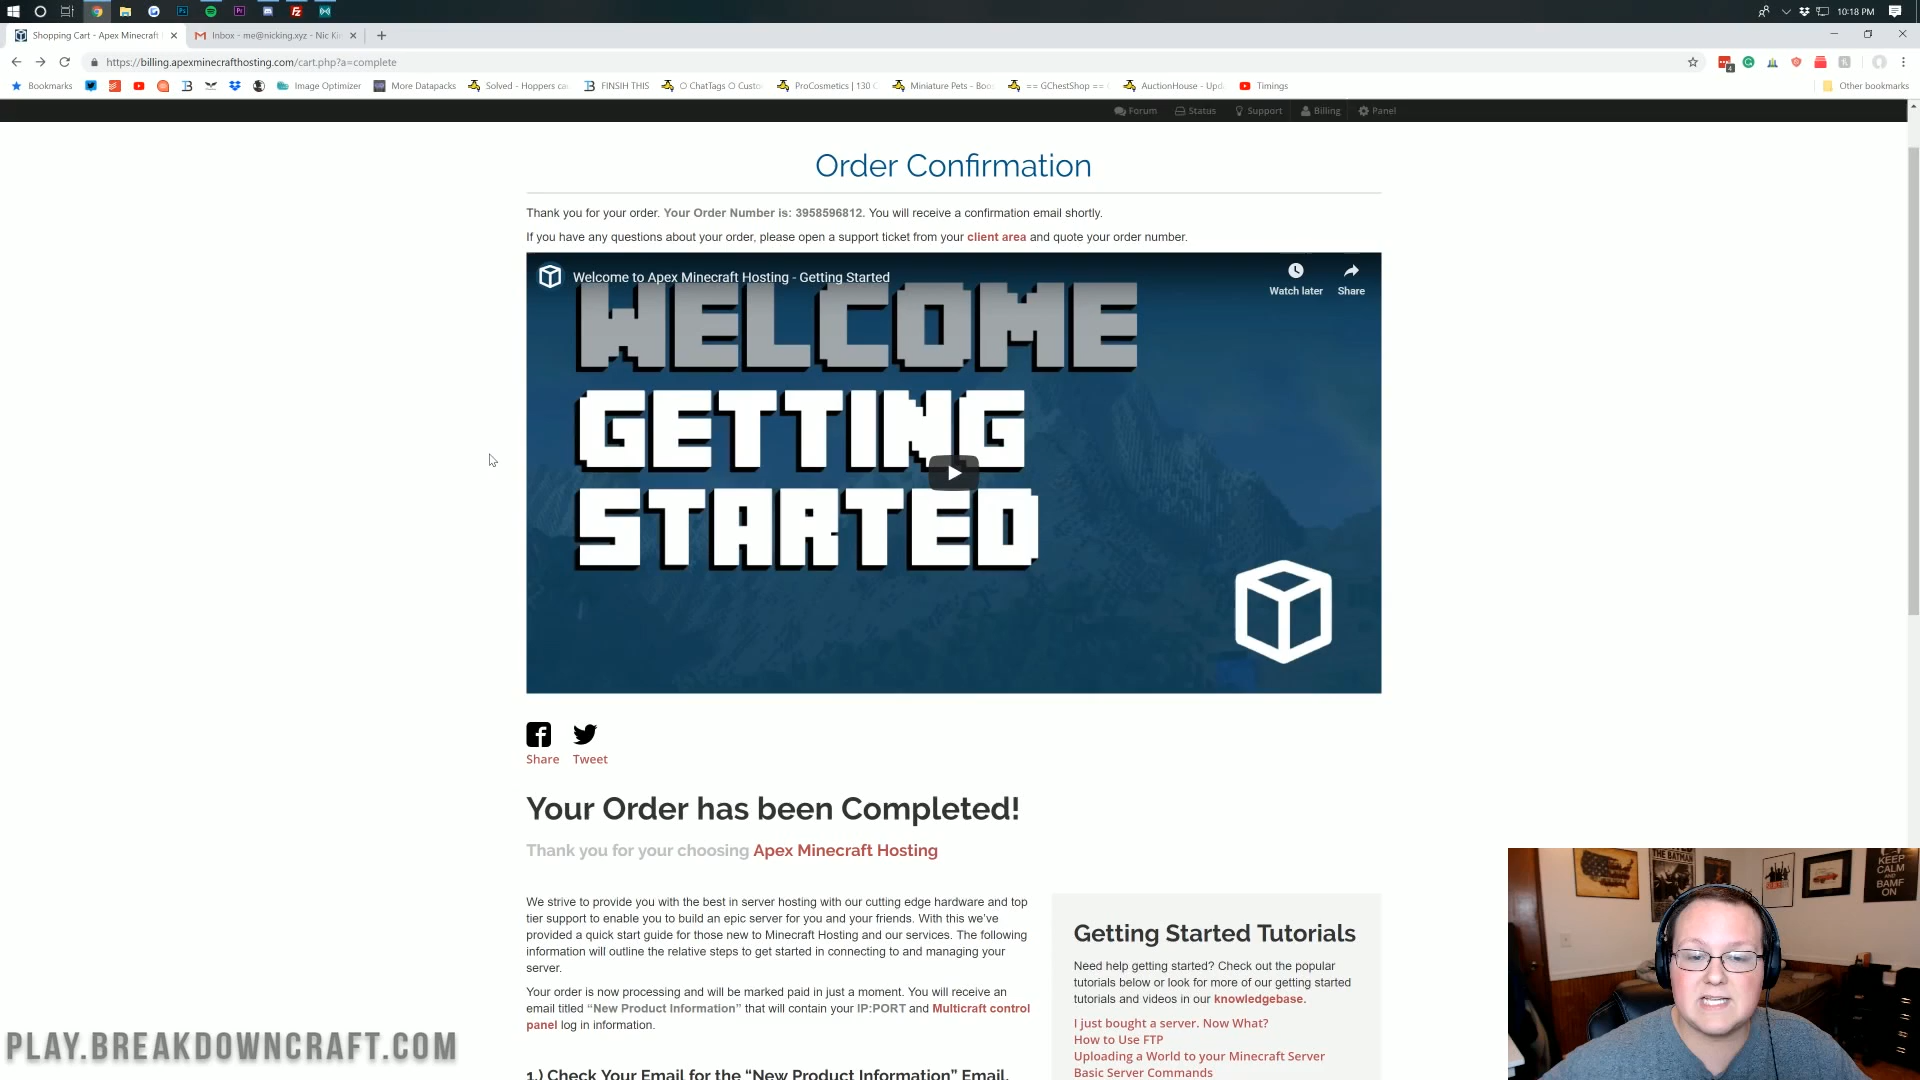 10:18 PM
Shopping Cart - Apex Minecraft
Inbox - me@nicking.xyz - Nic Ki
https://billing.apexminecrafthosting.com/cart.php?a=complete
Bookmarks
Image Optimizer
More Datapacks
Solved - Hoppers ca
FINSIH THIS
O ChatTags O Custo
ProCosmetics | 130 C
Miniature Pets - Boo
== GChestShop ==
AuctionHouse - Upd
Timings
Other bookmarks
Forum Status Support Billing Panel
Order Confirmation
Thank you for your order. Your Order Number is: 3958596812. You will receive a confirmation email shortly.
If you have any questions about your order, please open a support ticket from your client area and quote your order number.
Welcome to Apex Minecraft Hosting - Getting Started
Watch later
Share
WELCOME
GETTING
STARTED
Share
Tweet
Your Order has been Completed!
Thank you for your choosing Apex Minecraft Hosting
We strive to provide you with the best in server hosting with our cutting edge hardware and top
tier support to enable you to build an epic server for you and your friends. With this we've
provided a quick start guide for those new to Minecraft Hosting and our services. The following
information will outline the relative steps to get started in connecting to and managing your
server.
Your order is now processing and will be marked paid in just a moment. You will receive an
email titled “New Product Information” that will contain your IP:PORT and Multicraft control
panel log in information.
1.) Check Your Email for the “New Product Information” Email.
Getting Started Tutorials
Need help getting started? Check out the popular
tutorials below or look for more of our getting started
tutorials and videos in our knowledgebase.
I just bought a server. Now What?
How to Use FTP
Uploading a World to your Minecraft Server
Basic Server Commands
PLAY.BREAKDOWNCRAFT.COM
THE BATMAN
KEEP
CALM
AND
BAMF
ON